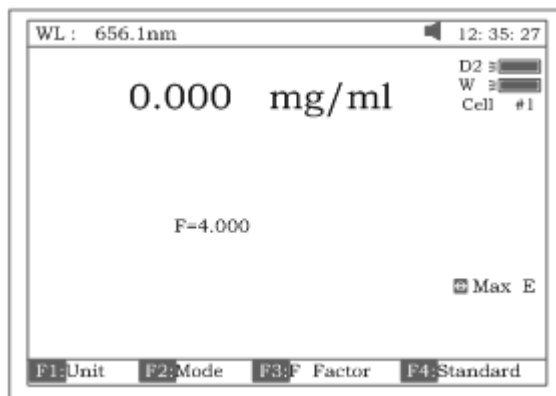 WL : 656.1nm 12: 35: 27
D2
W
0.000 mg/ml
Cell #1
F=4.000
Max E
F1:Unit F2:Mode F3:F Factor F4:Standard